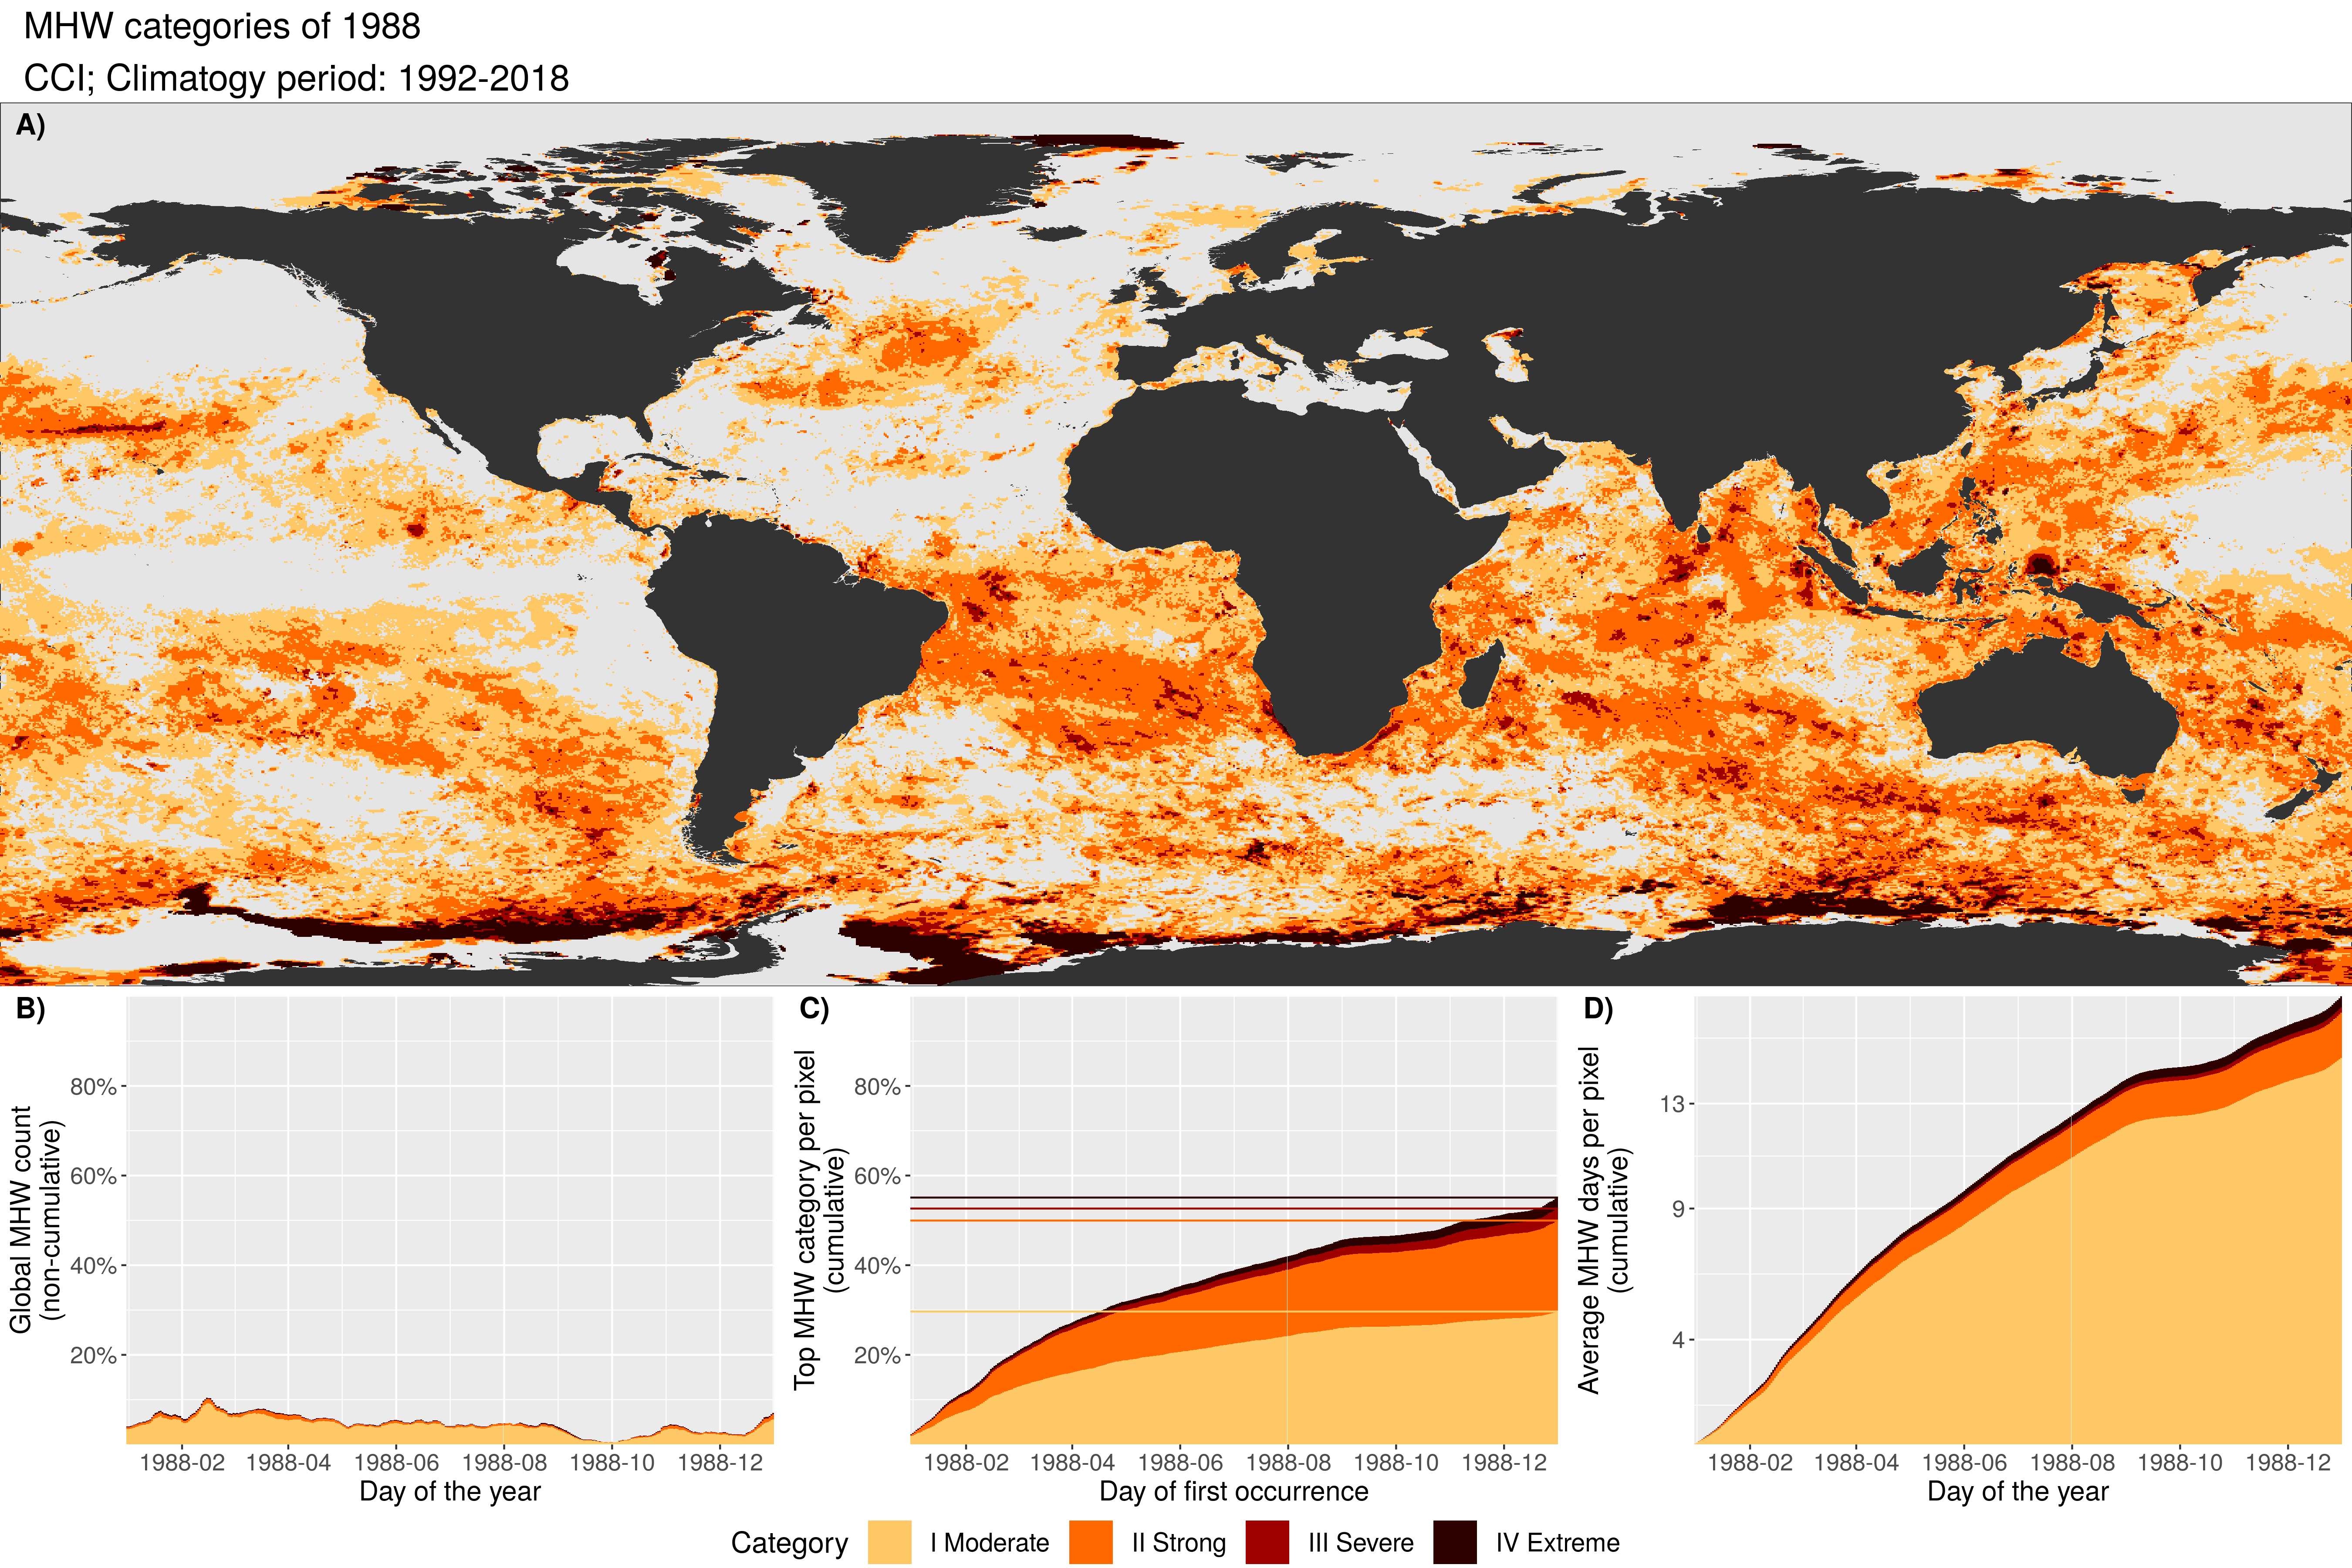 MHW categories of 1988
CCI; Climatogy period: 1992-2018
A)
B)
Global MHW count
(non-cumulative)
80%
60%
40%
20%
1988-02 1988-04 1988-06 1988-08 1988-10 1988-12
Day of the year
C)
Top MHW category per pixel
(cumulative)
80%
60%
40%
20%
1988-02 1988-04 1988-06 1988-08 1988-10 1988-12
Day of first occurrence
D)
Average MHW days per pixel
(cumulative)
13
9
4
1988-02 1988-04 1988-06 1988-08 1988-10 1988-12
Day of the year
Category I Moderate II Strong III Severe IV Extreme